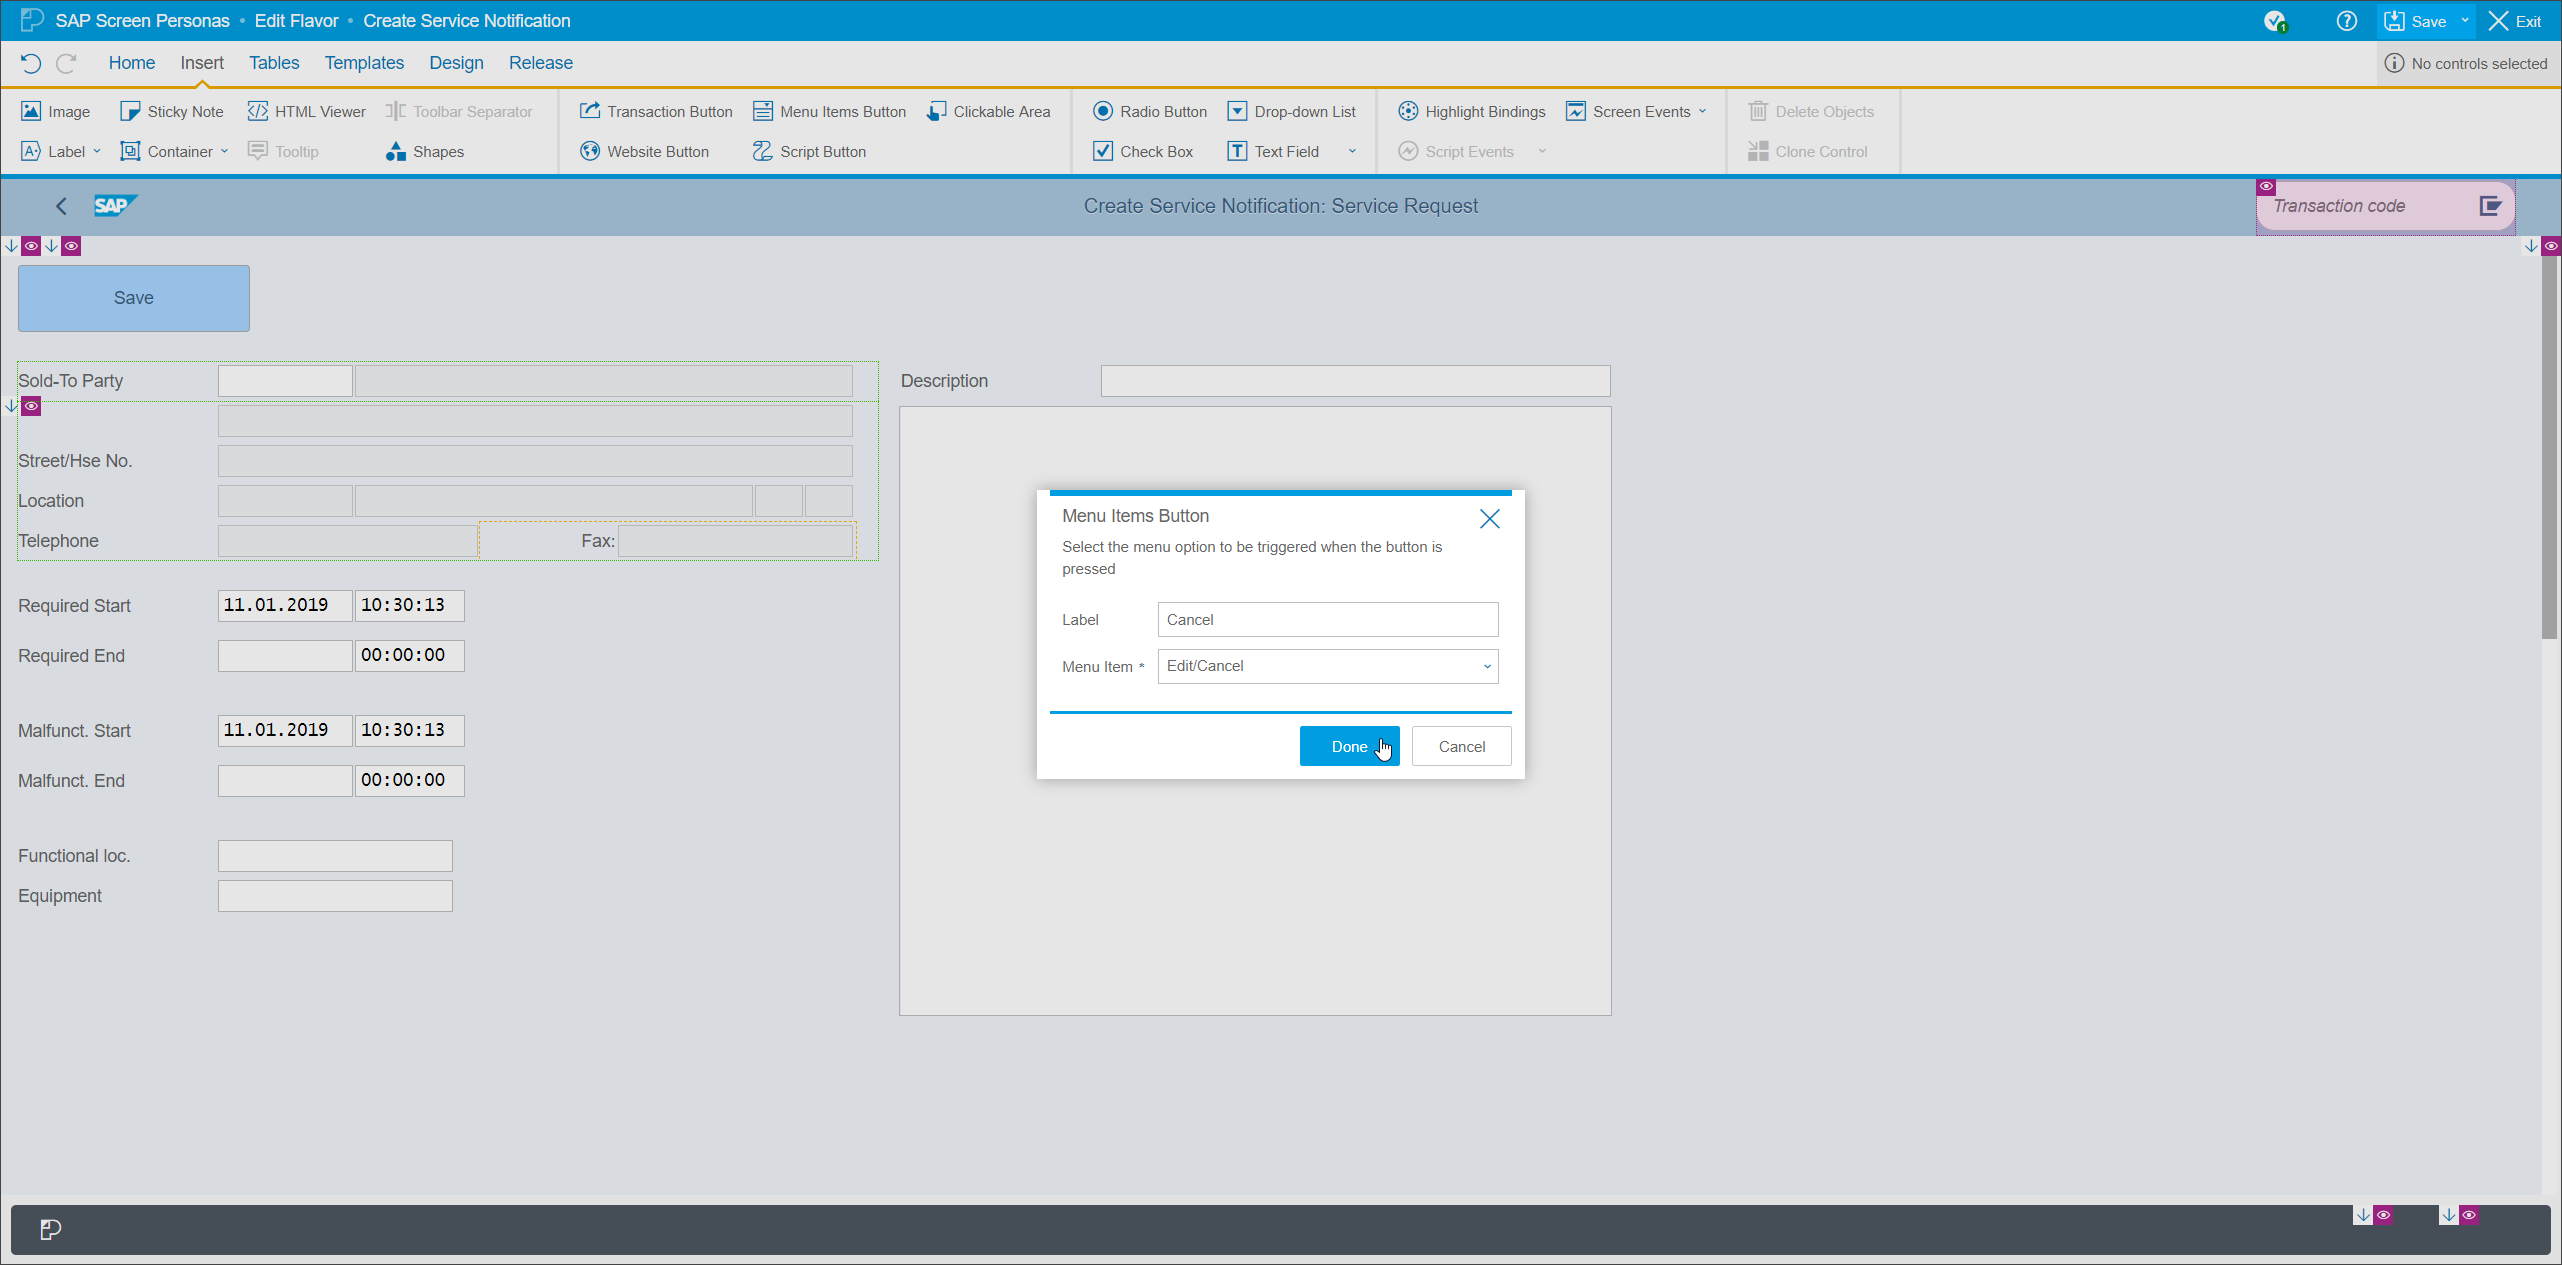 SAP Screen Personas • Edit Flavor • Create Service Notification
1
Save
Exit
Home Insert Tables Templates Design Release
No controls selected
Image Sticky Note HTML Viewer Toolbar Separator Transaction Button Menu Items Button Clickable Area Radio Button Drop-down List Highlight Bindings Screen Events Delete Objects
Label Container Tooltip Shapes Website Button Script Button Check Box Text Field Script Events Clone Control
SAP
Create Service Notification: Service Request
Transaction code
Save
Sold-To Party
Description
Street/Hse No.
Location
Telephone
Fax:
Menu Items Button
Select the menu option to be triggered when the button is
pressed
Label Cancel
Menu Item * Edit/Cancel
Done Cancel
Required Start 11.01.2019 10:30:13
Required End 00:00:00
Malfunct. Start 11.01.2019 10:30:13
Malfunct. End 00:00:00
Functional loc.
Equipment